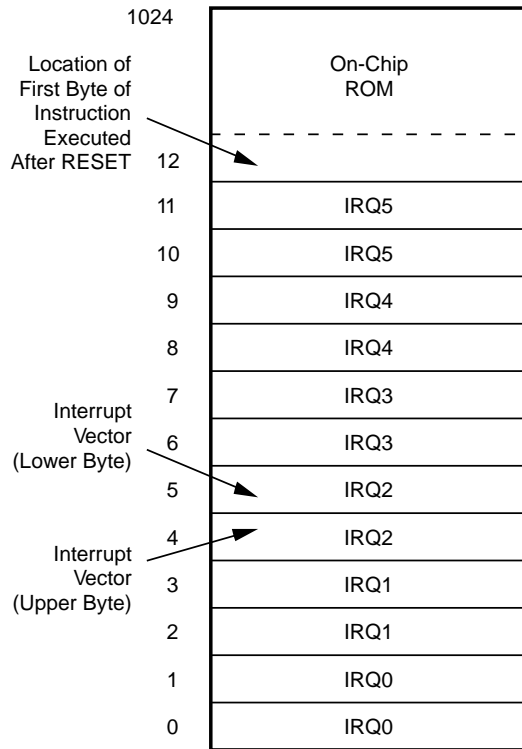 1024
Location of
First Byte of
Instruction
Executed
After RESET
On-Chip
ROM
12
11 IRQ5
10 IRQ5
9 IRQ4
8 IRQ4
7 IRQ3
Interrupt
Vector
(Lower Byte)
6 IRQ3
5 IRQ2
4 IRQ2
Interrupt
Vector
(Upper Byte)
3 IRQ1
2 IRQ1
1 IRQ0
0 IRQ0